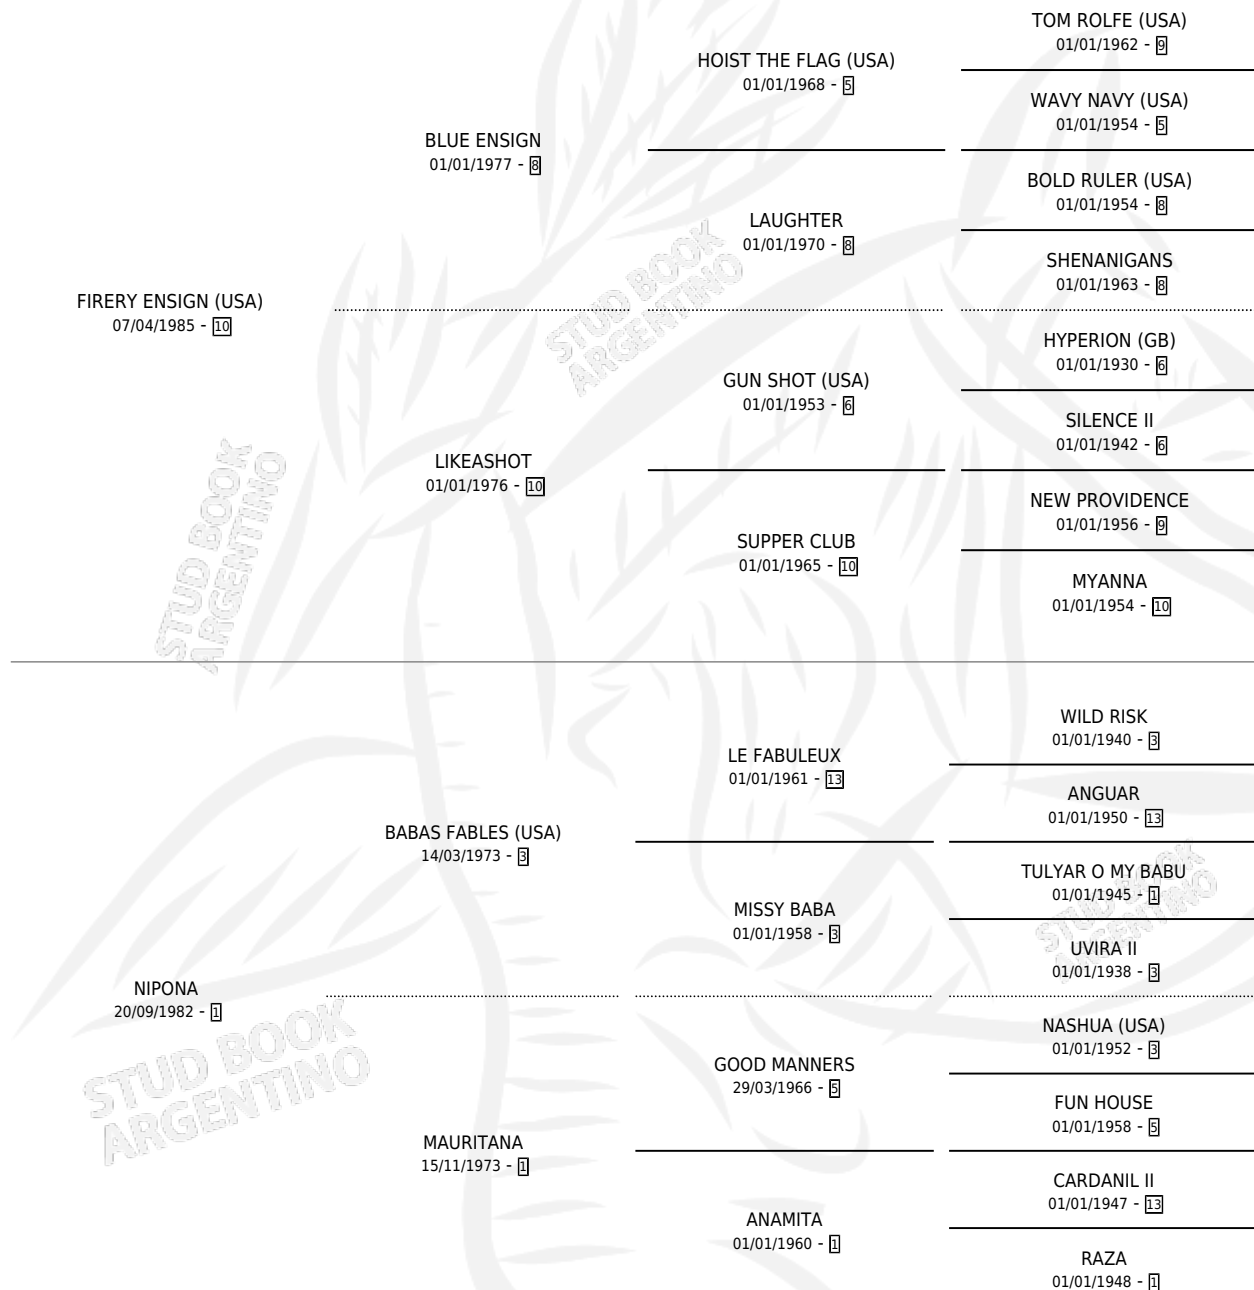 TOM ROLFE (USA)
01/01/1962 - 9
HOIST THE FLAG (USA)
01/01/1968 - 5
WAVY NAVY (USA)
01/01/1954 - 5
BLUE ENSIGN
01/01/1977 - 8
BOLD RULER (USA)
01/01/1954 - 8
LAUGHTER
01/01/1970 - 8
SHENANIGANS
01/01/1963 - 8
FIRERY ENSIGN (USA)
07/04/1985 - 10
HYPERION (GB)
01/01/1930 - 6
GUN SHOT (USA)
01/01/1953 - 6
SILENCE II
01/01/1942 - 6
LIKEASHOT
01/01/1976 - 10
NEW PROVIDENCE
01/01/1956 - 9
SUPPER CLUB
01/01/1965 - 10
MYANNA
01/01/1954 - 10
WILD RISK
01/01/1940 - 3
LE FABULEUX
01/01/1961 - 13
ANGUAR
01/01/1950 - 13
BABAS FABLES (USA)
14/03/1973 - 3
TULYAR O MY BABU
01/01/1945 - 1
MISSY BABA
01/01/1958 - 3
UVIRA II
01/01/1938 - 3
NIPONA
20/09/1982 - 1
NASHUA (USA)
01/01/1952 - 3
GOOD MANNERS
29/03/1966 - 5
FUN HOUSE
01/01/1958 - 5
MAURITANA
15/11/1973 - 1
CARDANIL II
01/01/1947 - 13
ANAMITA
01/01/1960 - 1
RAZA
01/01/1948 - 1
STUD BOOK
ARGENTINO
STUD BOOK
ARGENTINO
STUD BOOK
ARGENTINO
STUD BOOK
ARGENTINO